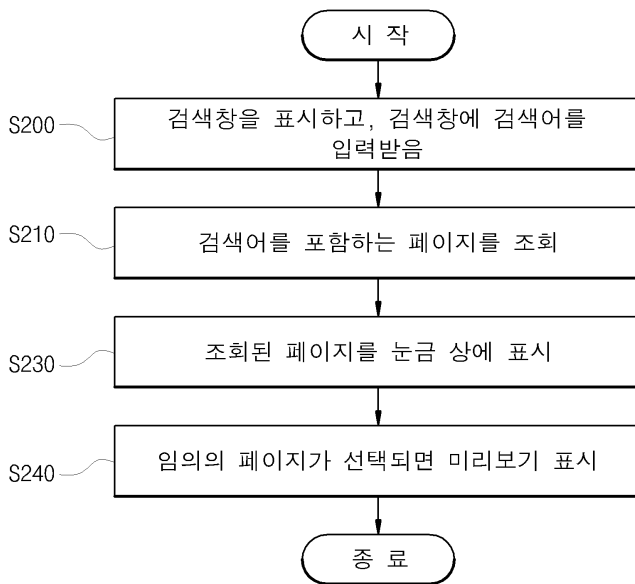 시 작
S200
검색창을 표시하고, 검색창에 검색어를
입력받음
S210
검색어를 포함하는 페이지를 조회
S230
조회된 페이지를 눈금 상에 표시
S240
임의의 페이지가 선택되면 미리보기 표시
종 료